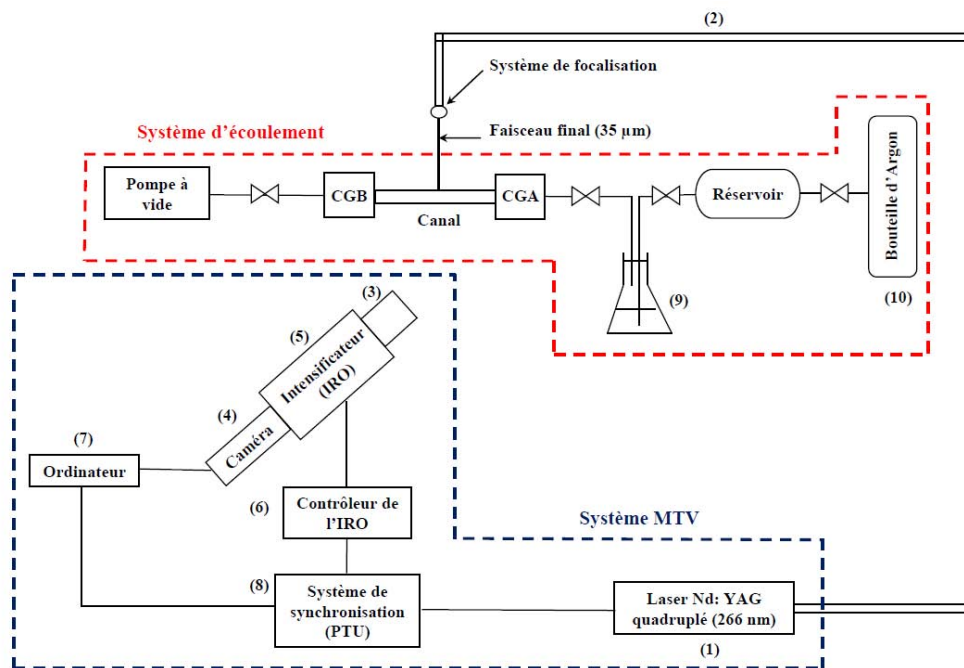 (2)
Système de focalisation
Système d'écoulement
Faisceau final (35 µm)
Pompe à
vide
CGB
Canal
CGA
Réservoir
Bouteille d'Argon
(9)
(10)
(3)
(5)
Intensificateur
(IRO)
(4)
Caméra
(7)
Ordinateur
(6)
Contrôleur de
l'IRO
Système MTV
(8)
Système de
synchronisation
(PTU)
Laser Nd: YAG
quadruplé (266 nm)
(1)